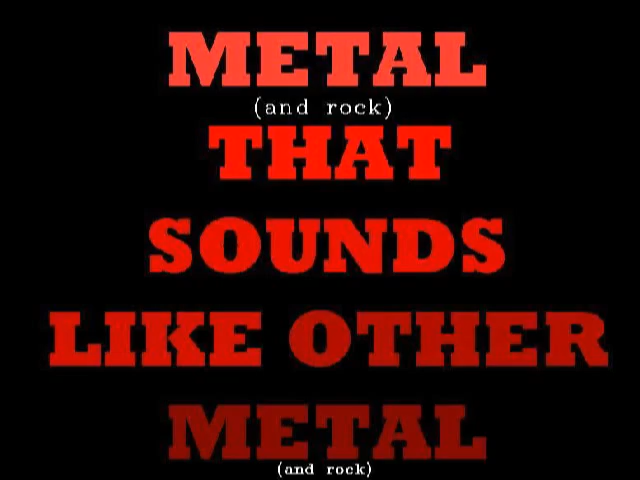 METAL
(and rock)
THAT
SOUNDS
LIKE OTHER
METAL
(and rock)